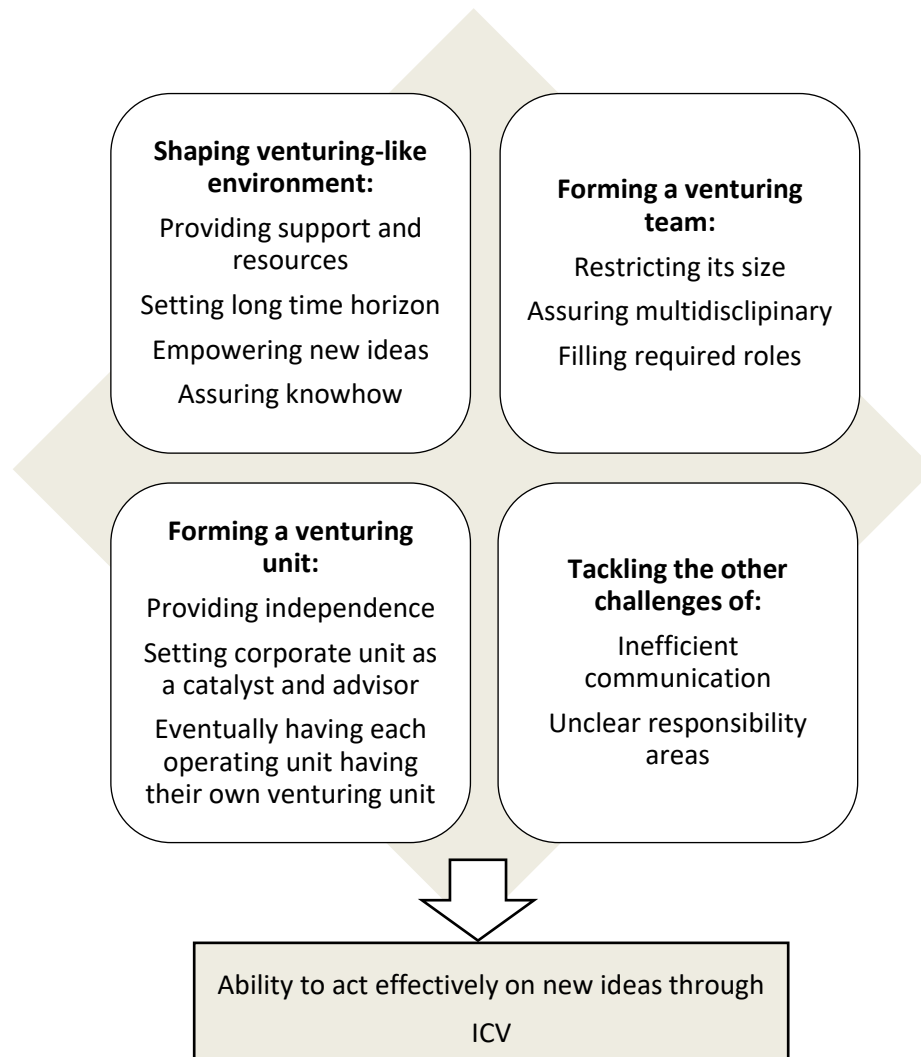 Shaping venturing-like
environment:
Providing support and
resources
Setting long time horizon
Empowering new ideas
Assuring knowhow
Forming a venturing
team:
Restricting its size
Assuring multidisclipinary
Filling required roles
Forming a venturing
unit:
Providing independence
Setting corporate unit as
a catalyst and advisor
Eventually having each
operating unit having
their own venturing unit
Tackling the other
challenges of:
Inefficient
communication
Unclear responsibility
areas
Ability to act effectively on new ideas through
ICV